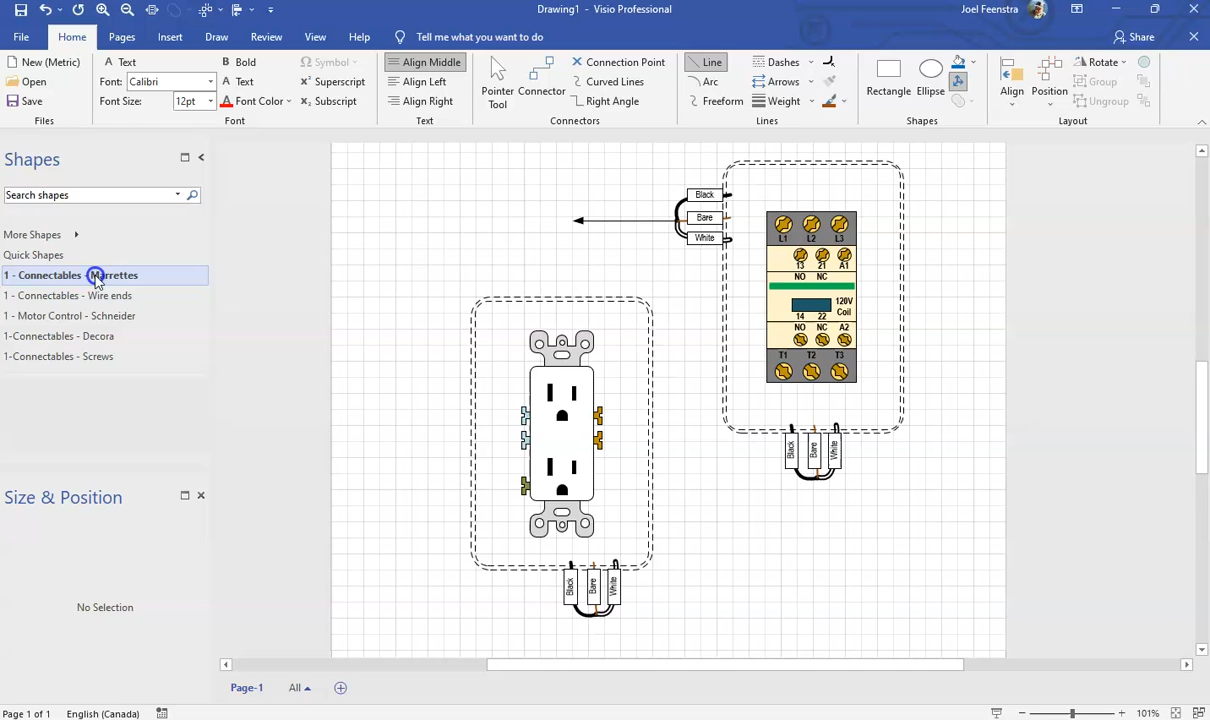 Drawing1 - Visio Professional
Joel Feenstra
File Home Pages Insert Draw Review View Help Tell me what you want to do Share
New (Metric)
Open
Save
Files
Text
Font: Calibri
Font Size: 12pt
Bold
Text
Font Color
Symbol
Superscript
Subscript
Font
Align Middle
Align Left
Align Right
Text
Pointer Tool
Connector
Connection Point
Curved Lines
Right Angle
Connectors
Line
Arc
Freeform
Dashes
Arrows
Weight
Lines
Rectangle
Ellipse
Shapes
Align
Position
Rotate
Group
Ungroup
Layout
Shapes
Search shapes
More Shapes
Quick Shapes
1 - Connectables - Marrettes
1 - Connectables - Wire ends
1 - Motor Control - Schneider
1-Connectables - Decora
1-Connectables - Screws
Size & Position
No Selection
Black
Bare
White
L1 L2 L3
13 21 A1
NO NC
120V
Coil
14 22
NO NC A2
T1 T2 T3
Black Bare White
Black Bare White
Page-1 All
Page 1 of 1 English (Canada) 101%